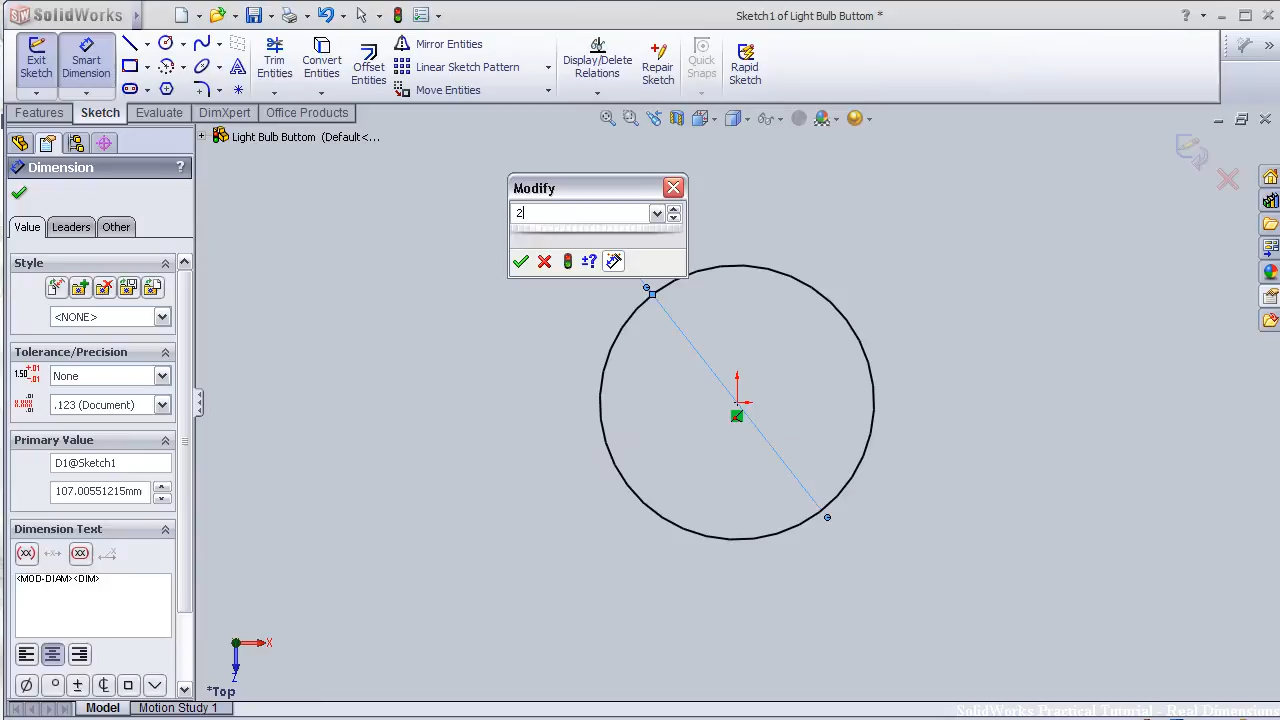 SolidWorks
Sketch1 of Light Bulb Buttom *
Exit Sketch
Smart Dimension
Trim Entities
Convert Entities
Offset Entities
Mirror Entities
Linear Sketch Pattern
Move Entities
Display/Delete Relations
Repair Sketch
Quick Snaps
Rapid Sketch
Features
Sketch
Evaluate
DimXpert
Office Products
Light Bulb Buttom (Default<...
Dimension
?
Value
Leaders
Other
Style
<NONE>
Tolerance/Precision
None
.123 (Document)
Primary Value
D1@Sketch1
107.00551215mm
Dimension Text
<MOD-DIAM><DIM>
Modify
2
±?
X
Z
*Top
Model
Motion Study 1
SolidWorks Practical Tutorial - Real Dimensions